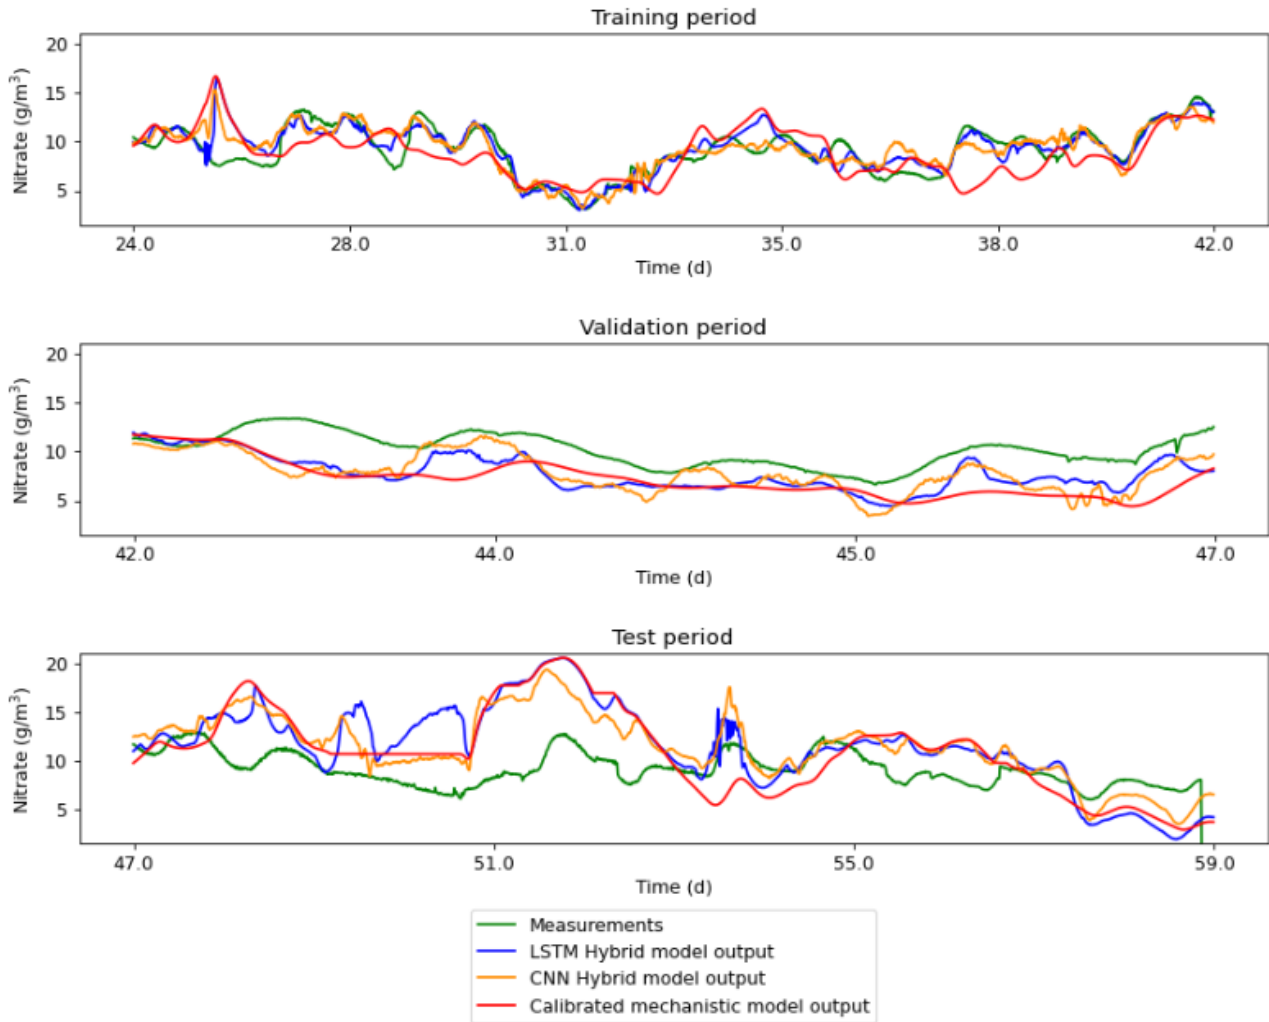 Training period
Nitrate (g/m³)
20
15
10
5
24.0 28.0 31.0 35.0 38.0 42.0
Time (d)
Validation period
Nitrate (g/m³)
20
15
10
5
42.0 44.0 45.0 47.0
Time (d)
Test period
Nitrate (g/m³)
20
15
10
5
47.0 51.0 55.0 59.0
Time (d)
Measurements
LSTM Hybrid model output
CNN Hybrid model output
Calibrated mechanistic model output